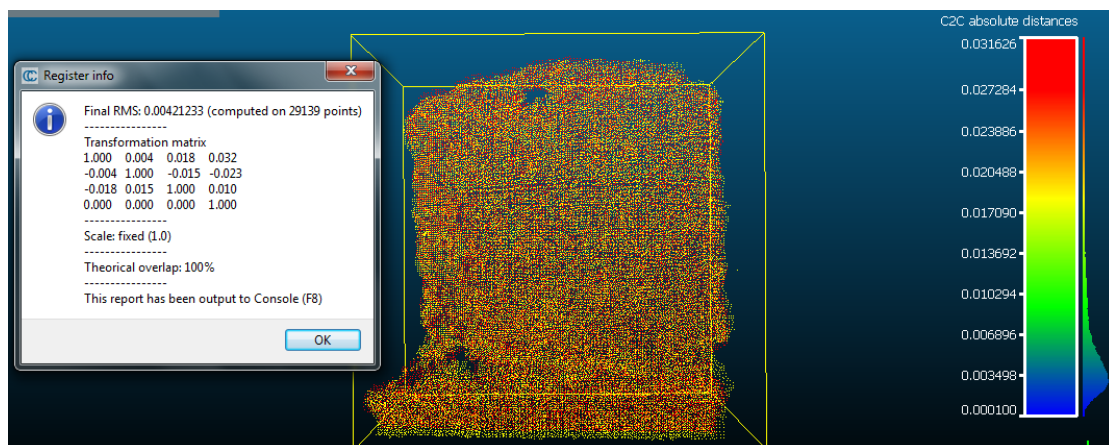 C2C absolute distances
0.031626
0.027284
0.023886
0.020488
0.017090
0.013692
0.010294
0.006896
0.003498
0.000100
Register info
Final RMS: 0.00421233 (computed on 29139 points)
----------------
Transformation matrix
1.000 0.004 0.018 0.032
-0.004 1.000 -0.015 -0.023
-0.018 0.015 1.000 0.010
0.000 0.000 0.000 1.000
----------------
Scale: fixed (1.0)
----------------
Theorical overlap: 100%
----------------
This report has been output to Console (F8)
OK